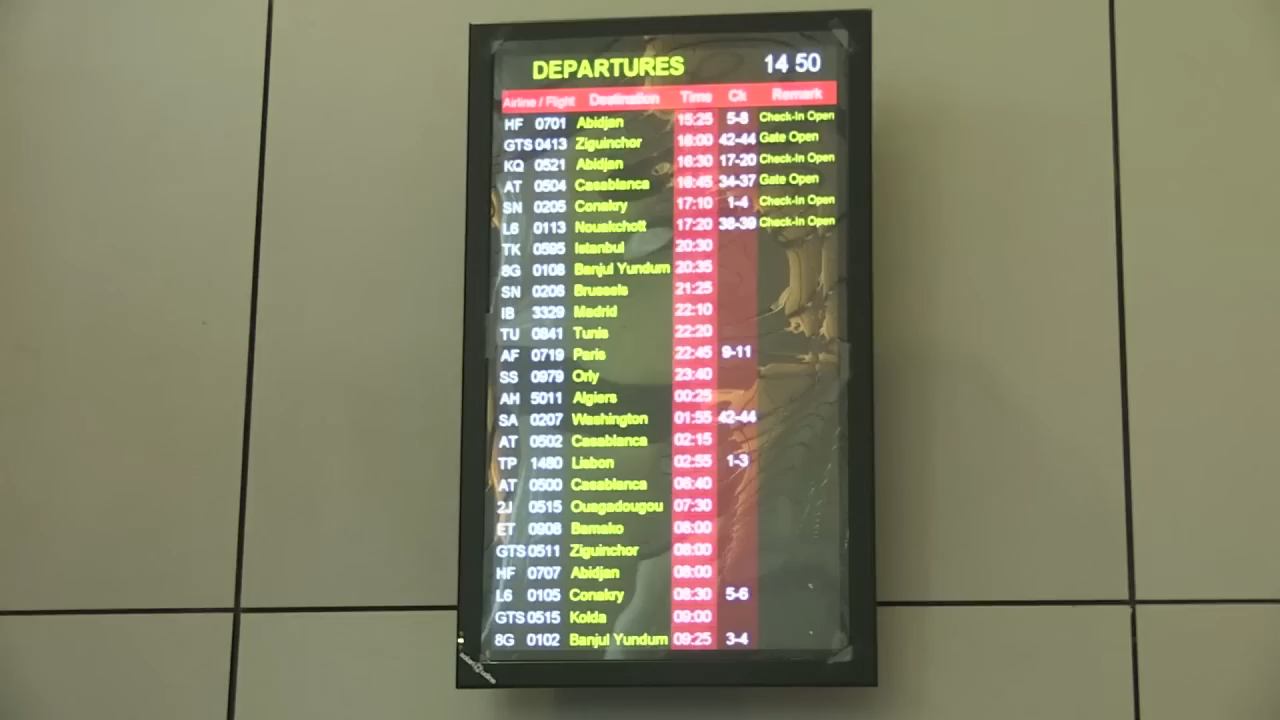 DEPARTURES 14 50
Airline / Flight Destination Time Ck Remark
HF 0701 Abidjan 15:25 5-8 Check-In Open
GTS 0413 Ziguinchor 16:00 42-44 Gate Open
KQ 0521 Abidjan 16:30 17-20 Check-In Open
AT 0504 Casablanca 16:45 34-37 Gate Open
SN 0205 Conakry 17:10 1-4 Check-In Open
L6 0113 Nouakchott 17:20 38-39 Check-In Open
TK 0595 Istanbul 20:30
8G 0108 Banjul Yundum 20:35
SN 0206 Brussels 21:25
IB 3329 Madrid 22:10
TU 0841 Tunis 22:20
AF 0719 Paris 22:45 9-11
SS 0979 Orly 23:40
AH 5011 Algiers 00:25
SA 0207 Washington 01:55 42-44
AT 0502 Casablanca 02:15
TP 1480 Lisbon 02:55 1-3
AT 0500 Casablanca 06:40
2J 0515 Ouagadougou 07:30
ET 0908 Bamako 08:00
GTS 0511 Ziguinchor 08:00
HF 0707 Abidjan 08:00
L6 0105 Conakry 08:30 5-6
GTS 0515 Kolda 09:00
8G 0102 Banjul Yundum 09:25 3-4